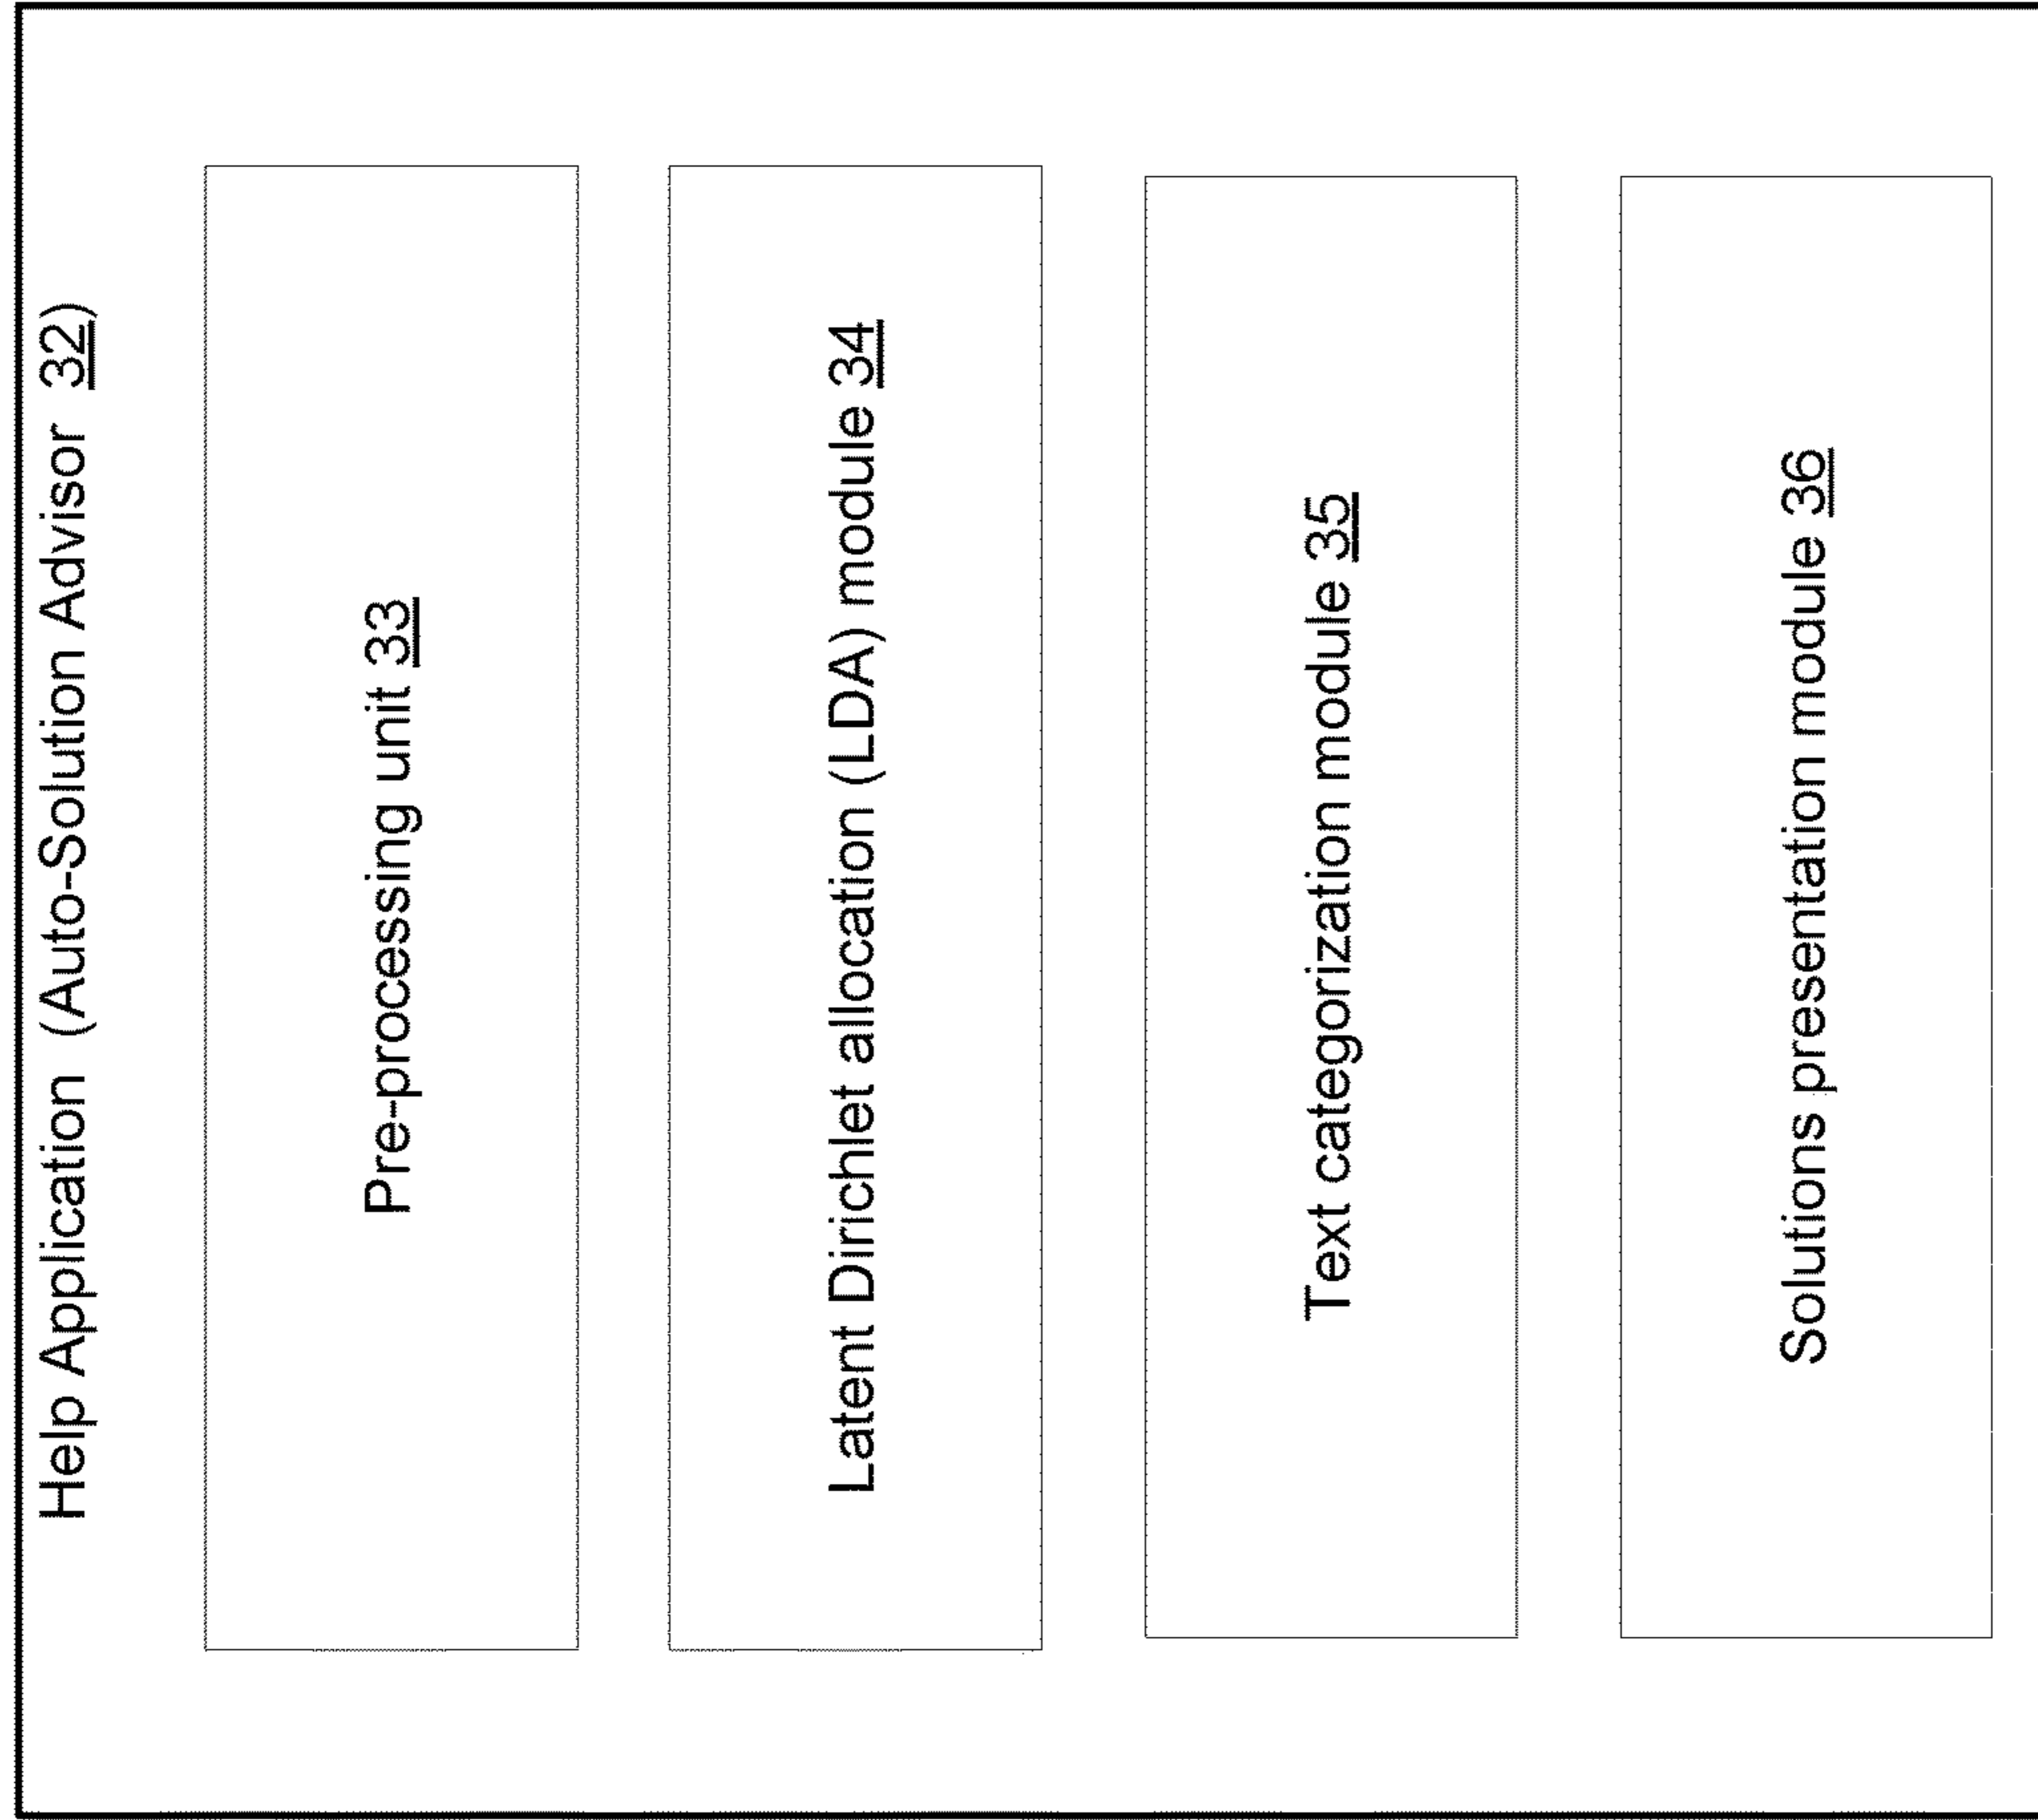 Help Application (Auto-Solution Advisor 32)
Pre-processing unit 33
Latent Dirichlet allocation (LDA) module 34
Text categorization module 35
Solutions presentation module 36